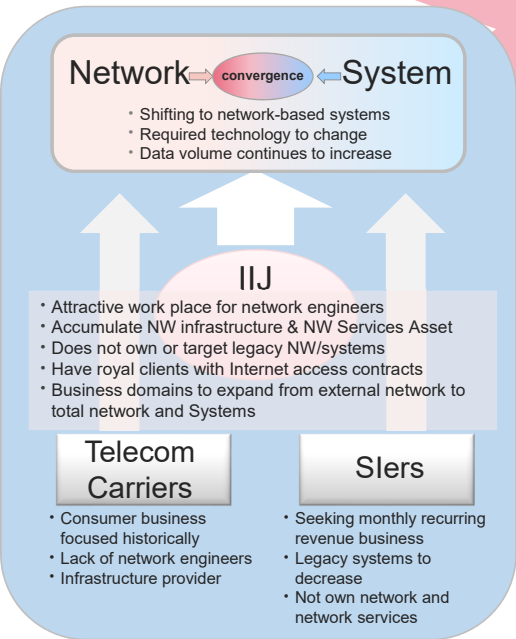 Network convergence System
・Shifting to network-based systems
・Required technology to change
・Data volume continues to increase
IIJ
・Attractive work place for network engineers
・Accumulate NW infrastructure & NW Services Asset
・Does not own or target legacy NW/systems
・Have royal clients with Internet access contracts
・Business domains to expand from external network to
total network and Systems
Telecom
Carriers
・Consumer business
focused historically
・Lack of network engineers
・Infrastructure provider
SIers
・Seeking monthly recurring
revenue business
・Legacy systems to
decrease
・Not own network and
network services